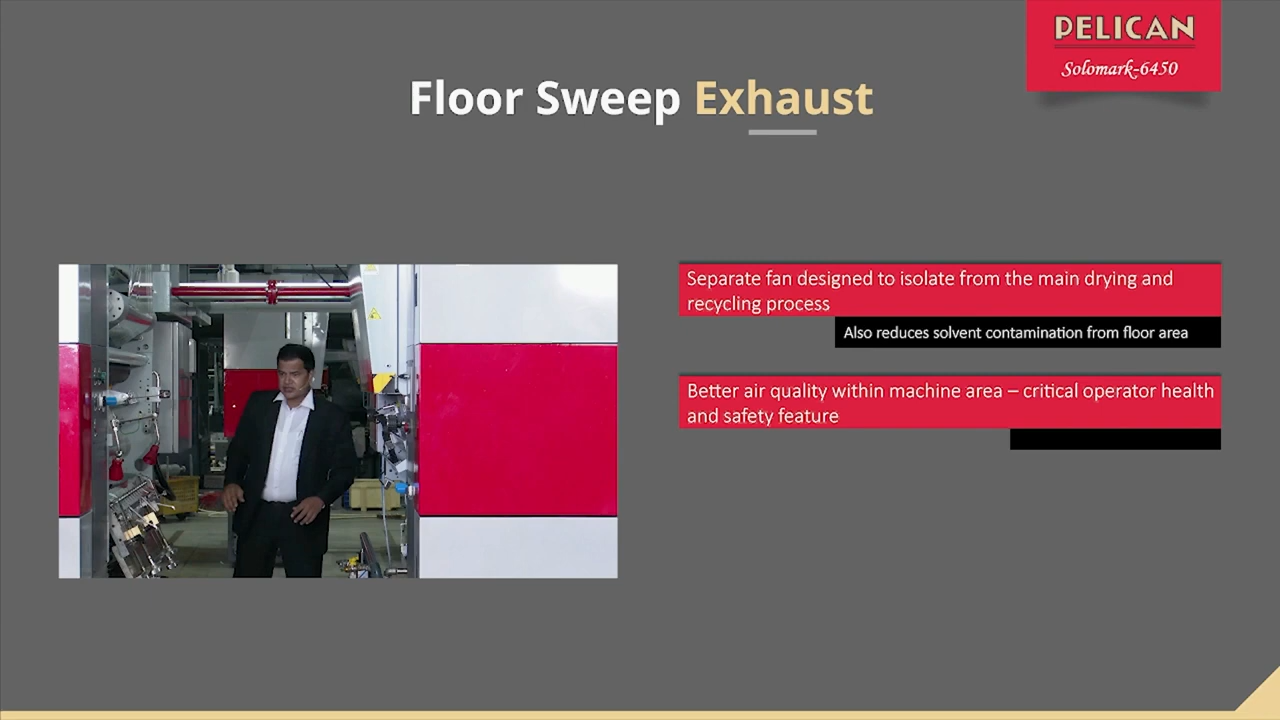 PELICAN
Solomark-6450
Floor Sweep Exhaust
Separate fan designed to isolate from the main drying and
recycling process
Also reduces solvent contamination from floor area
Better air quality within machine area – critical operator health
and safety feature